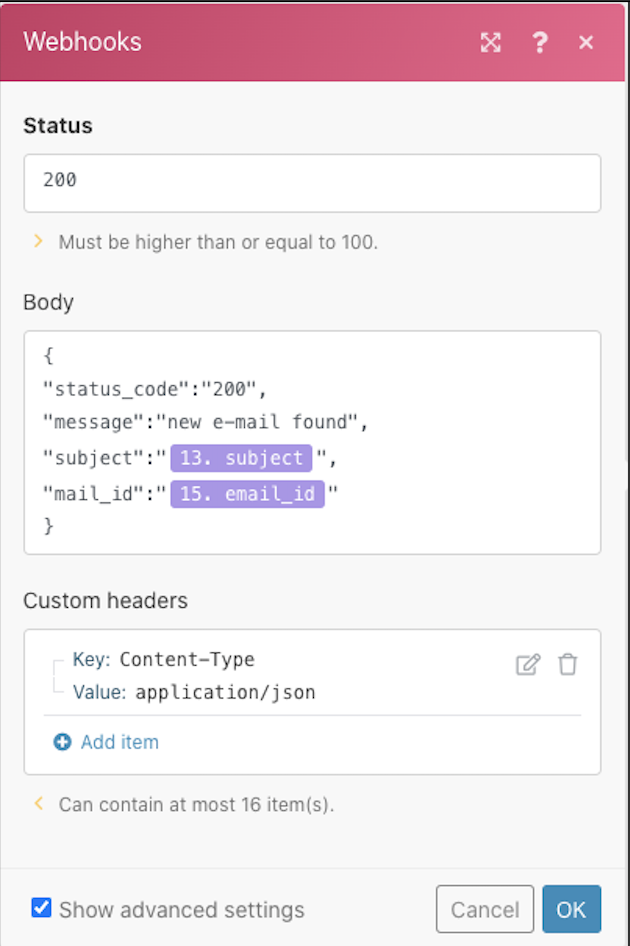 Webhooks ?
Status
200
Must be higher than or equal to 100.
Body
{
"status_code":"200",
"message":"new e-mail found",
"subject":"13. subject",
"mail_id":"15. email_id"
}
Custom headers
Key: Content-Type
Value: application/json
Add item
Can contain at most 16 item(s).
Show advanced settings Cancel OK